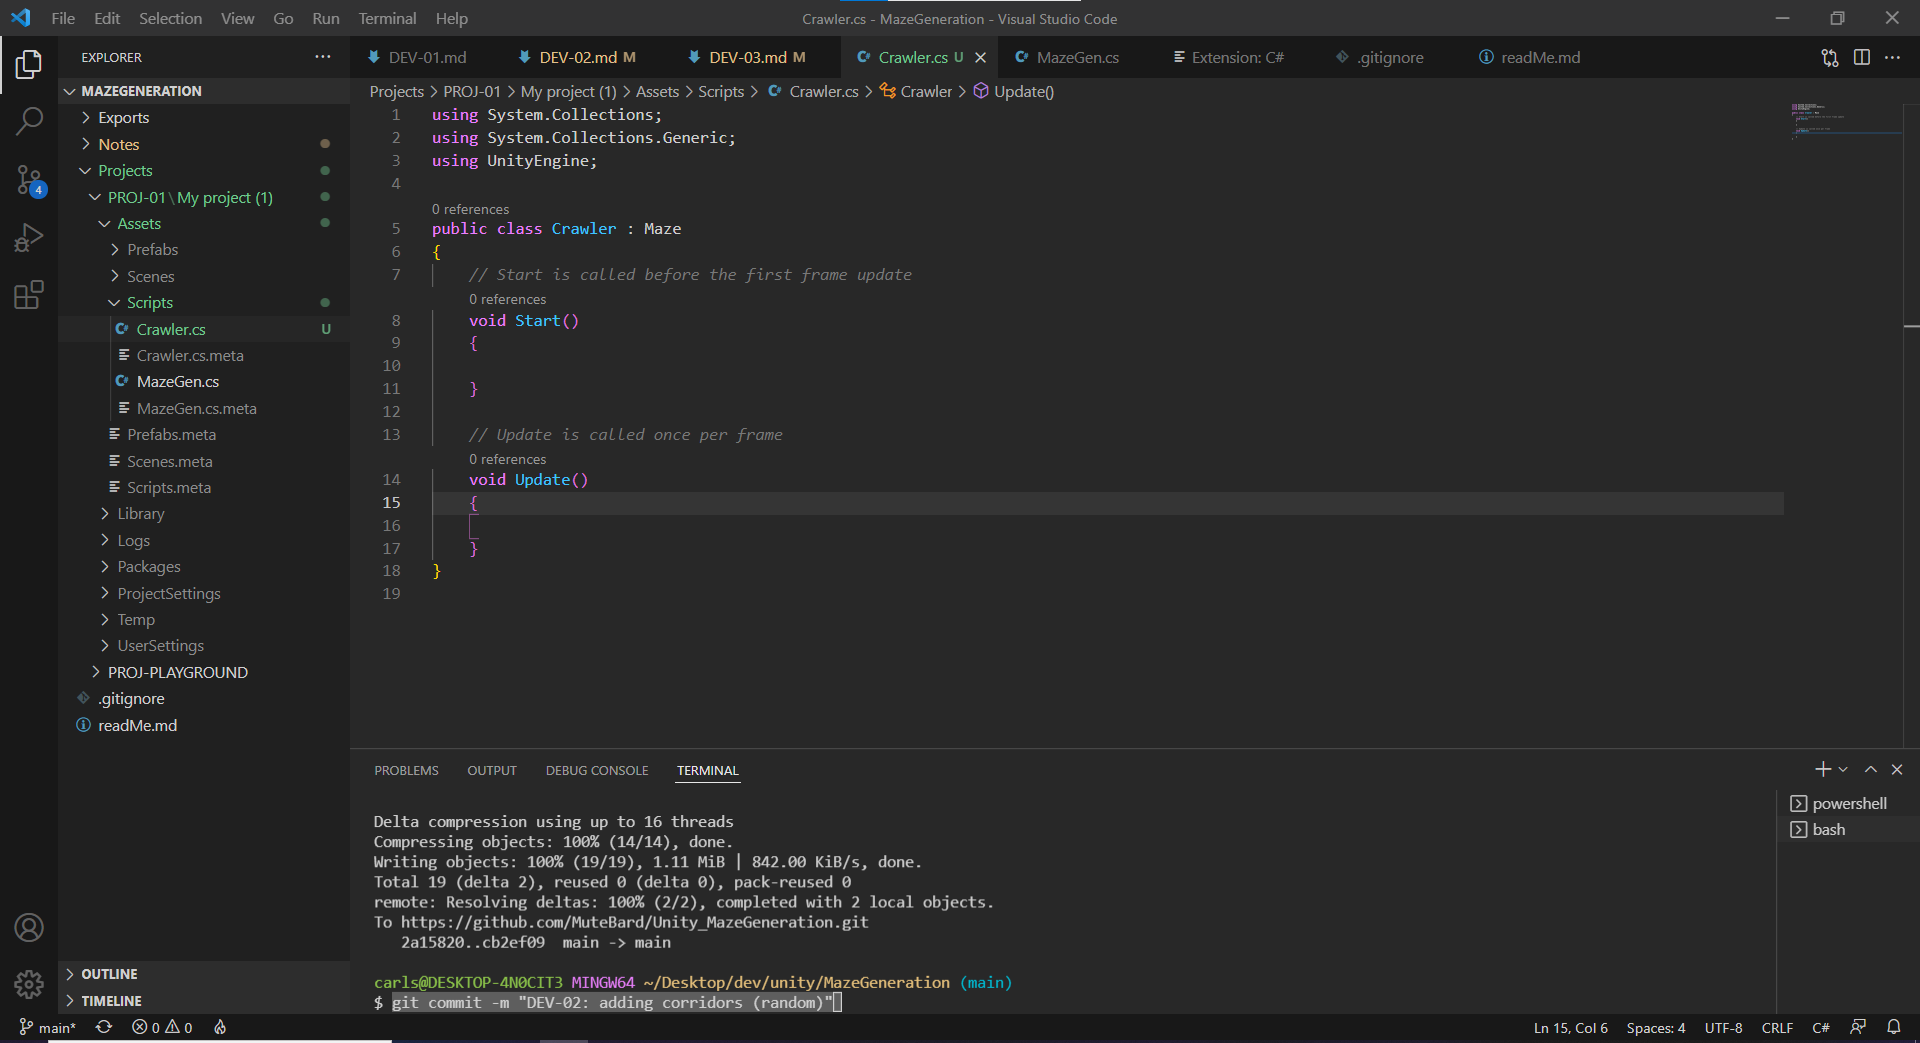 File Edit Selection View Go Run Terminal Help
Crawler.cs - MazeGeneration - Visual Studio Code
EXPLORER
DEV-01.md
DEV-02.md M
DEV-03.md M
Crawler.cs U
MazeGen.cs
Extension: C#
.gitignore
readMe.md
MAZEGENERATION
Exports
Notes
Projects
PROJ-01\My project (1)
Assets
Prefabs
Scenes
Scripts
Crawler.cs U
Crawler.cs.meta
MazeGen.cs
MazeGen.cs.meta
Prefabs.meta
Scenes.meta
Scripts.meta
Library
Logs
Packages
ProjectSettings
Temp
UserSettings
PROJ-PLAYGROUND
.gitignore
readMe.md
OUTLINE
TIMELINE
4
Projects > PROJ-01 > My project (1) > Assets > Scripts > Crawler.cs > Crawler > Update()
1 using System.Collections;
2 using System.Collections.Generic;
3 using UnityEngine;
4
0 references
5 public class Crawler : Maze
6 {
7 // Start is called before the first frame update
0 references
8 void Start()
9 {
10
11 }
12
13 // Update is called once per frame
0 references
14 void Update()
15 {
16
17 }
18 }
19
PROBLEMS OUTPUT DEBUG CONSOLE TERMINAL
powershell
bash
Delta compression using up to 16 threads
Compressing objects: 100% (14/14), done.
Writing objects: 100% (19/19), 1.11 MiB | 842.00 KiB/s, done.
Total 19 (delta 2), reused 0 (delta 0), pack-reused 0
remote: Resolving deltas: 100% (2/2), completed with 2 local objects.
To https://github.com/MuteBard/Unity_MazeGeneration.git
2a15820..cb2ef09 main -> main
carls@DESKTOP-4N0CIT3 MINGW64 ~/Desktop/dev/unity/MazeGeneration (main)
$ git commit -m "DEV-02: adding corridors (random)"
main* 0 0
Ln 15, Col 6 Spaces: 4 UTF-8 CRLF C#